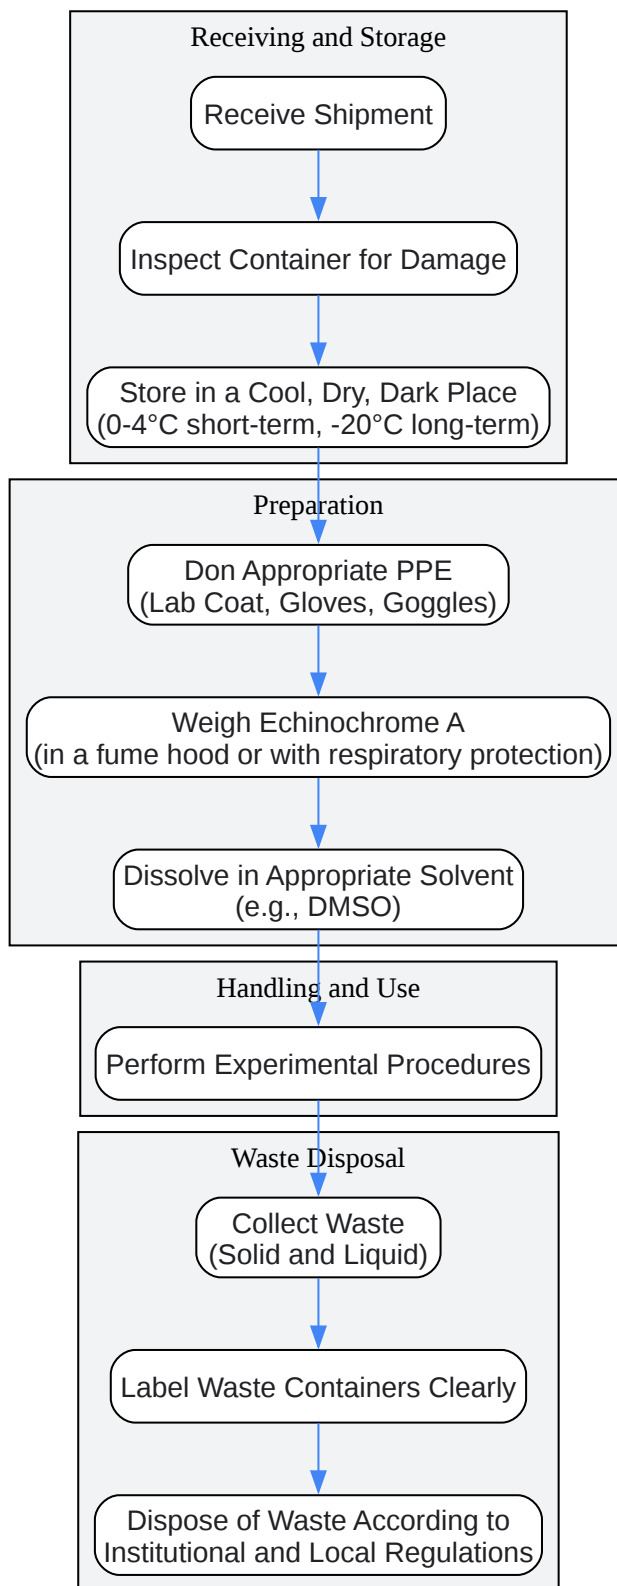 Receiving and Storage
Receive Shipment
Inspect Container for Damage
Store in a Cool, Dry, Dark Place
(0-4°C short-term, -20°C long-term)
Preparation
Don Appropriate PPE
(Lab Coat, Gloves, Goggles)
Weigh Echinochrome A
(in a fume hood or with respiratory protection)
Dissolve in Appropriate Solvent
(e.g., DMSO)
Handling and Use
Perform Experimental Procedures
Waste Disposal
Collect Waste
(Solid and Liquid)
Label Waste Containers Clearly
Dispose of Waste According to
Institutional and Local Regulations